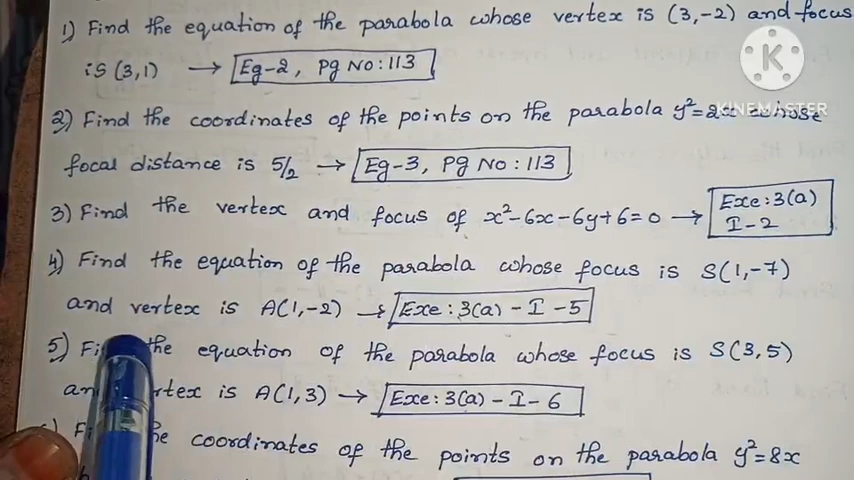 1) Find the equation of the parabola whose vertex is (3,-2) and focus
is (3,1) → Eg-2, Pg No:113
K
KINEMASTER
2) Find the coordinates of the points on the parabola y²=2x whose
focal distance is 5/2 → Eg-3, Pg No:113
3) Find the vertex and focus of x²-6x-6y+6=0 → Exe:3(a)
I-2
4) Find the equation of the parabola whose focus is S(1,-7)
and vertex is A(1,-2) → Exe:3(a)-I-5
5) the equation of the parabola whose focus is S(3,5)
is A(1,3) → Exe:3(a)-I-6
coordinates of the points on the parabola y²=8x